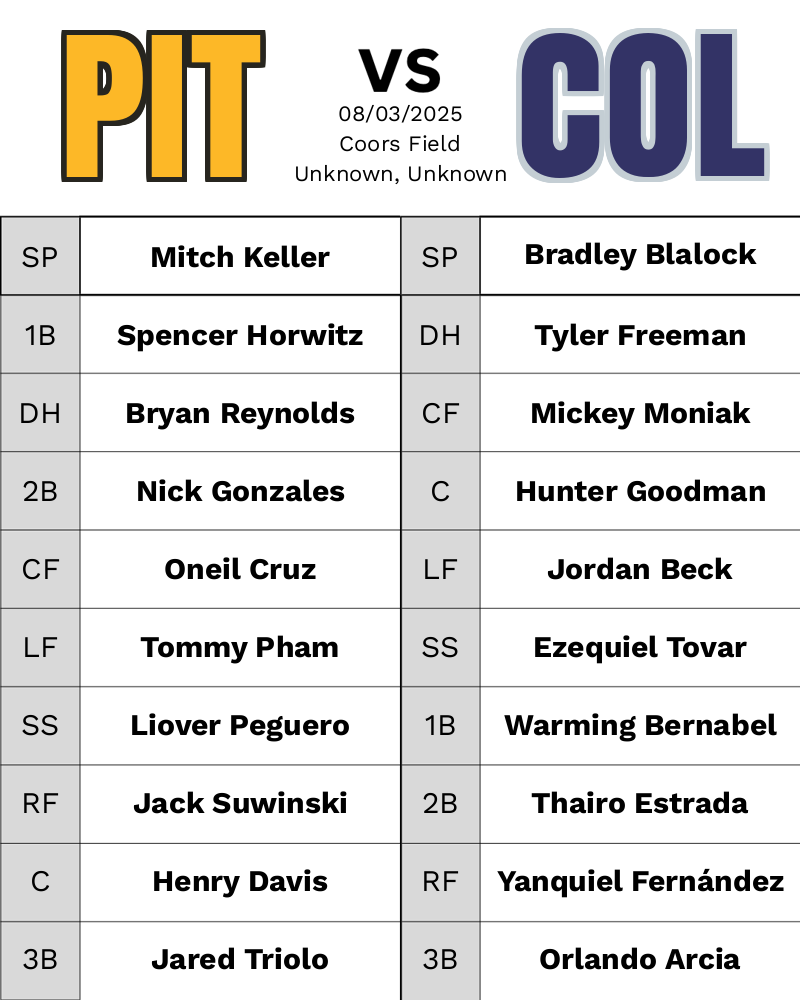 PIT
VS
COL
08/03/2025
Coors Field
Unknown, Unknown
SP Mitch Keller SP Bradley Blalock
1B Spencer Horwitz DH Tyler Freeman
DH Bryan Reynolds CF Mickey Moniak
2B Nick Gonzales C Hunter Goodman
CF Oneil Cruz LF Jordan Beck
LF Tommy Pham SS Ezequiel Tovar
SS Liover Peguero 1B Warming Bernabel
RF Jack Suwinski 2B Thairo Estrada
C Henry Davis RF Yanquiel Fernández
3B Jared Triolo 3B Orlando Arcia